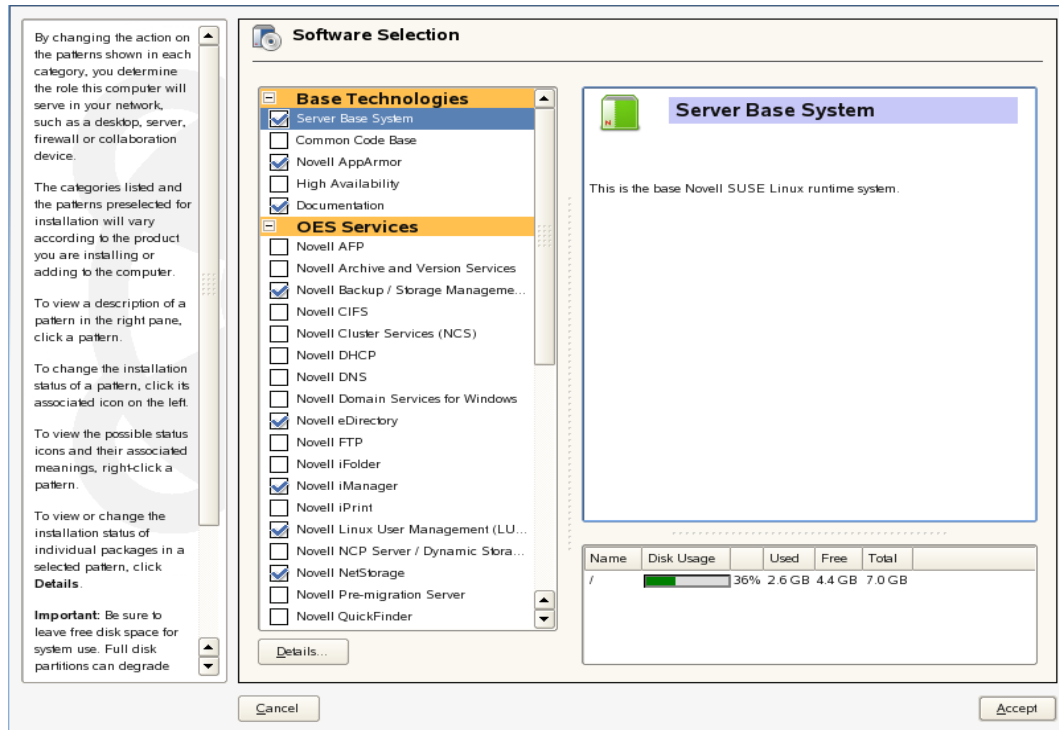 By changing the action on
the patterns shown in each
category, you determine
the role this computer will
serve in your network,
such as a desktop, server,
firewall or collaboration
device.
The categories listed and
the patterns preselected for
installation will vary
according to the product
you are installing or
adding to the computer.
To view a description of a
pattern in the right pane,
click a pattern.
To change the installation
status of a pattern, click its
associated icon on the left.
To view the possible status
icons and their associated
meanings, right-click a
pattern.
To view or change the
installation status of
individual packages in a
selected pattern, click
Details.
Important: Be sure to
leave free disk space for
system use. Full disk
partitions can degrade
Software Selection
Base Technologies
Server Base System
Common Code Base
Novell AppArmor
High Availability
Documentation
OES Services
Novell AFP
Novell Archive and Version Services
Novell Backup / Storage Manageme...
Novell CIFS
Novell Cluster Services (NCS)
Novell DHCP
Novell DNS
Novell Domain Services for Windows
Novell eDirectory
Novell FTP
Novell iFolder
Novell iManager
Novell iPrint
Novell Linux User Management (LU...
Novell NCP Server / Dynamic Stora...
Novell NetStorage
Novell Pre-migration Server
Novell QuickFinder
Details...
N
Server Base System
This is the base Novell SUSE Linux runtime system.
Name Disk Usage Used Free Total
/ 36% 2.6 GB 4.4 GB 7.0 GB
Cancel
Accept